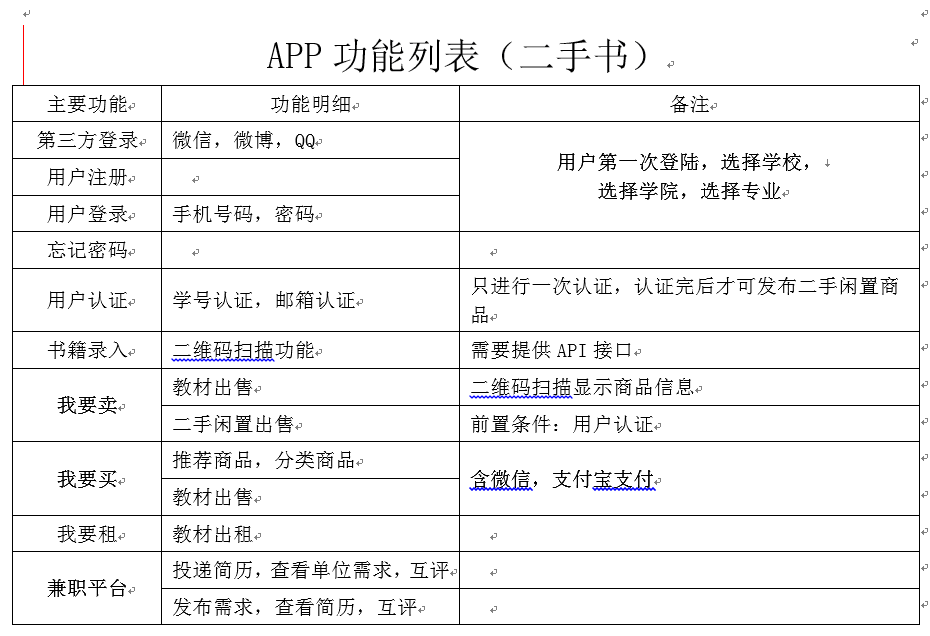 APP 功能列表（二手书）
主要功能 功能明细 备注
第三方登录 微信，微博，QQ
用户第一次登陆，选择学校，
选择学院，选择专业
用户注册
用户登录 手机号码，密码
忘记密码
用户认证 学号认证，邮箱认证
只进行一次认证，认证完后才可发布二手闲置商
品
书籍录入 二维码扫描功能 需要提供 API 接口
我要卖
教材出售 二维码扫描显示商品信息
二手闲置出售 前置条件：用户认证
我要买
推荐商品，分类商品
教材出售
含微信，支付宝支付
我要租 教材出租
兼职平台
投递简历，查看单位需求，互评
发布需求，查看简历，互评